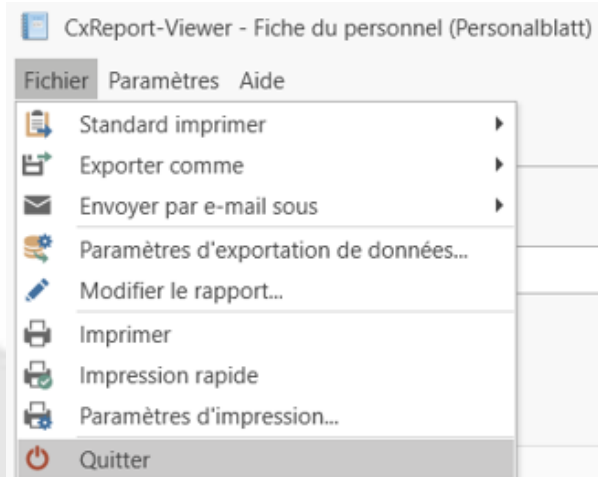 CxReport-Viewer - Fiche du personnel (Personalblatt)
Fichier Paramètres Aide
Standard imprimer
Exporter comme
Envoyer par e-mail sous
Paramètres d'exportation de données...
Modifier le rapport...
Imprimer
Impression rapide
Paramètres d'impression...
Quitter